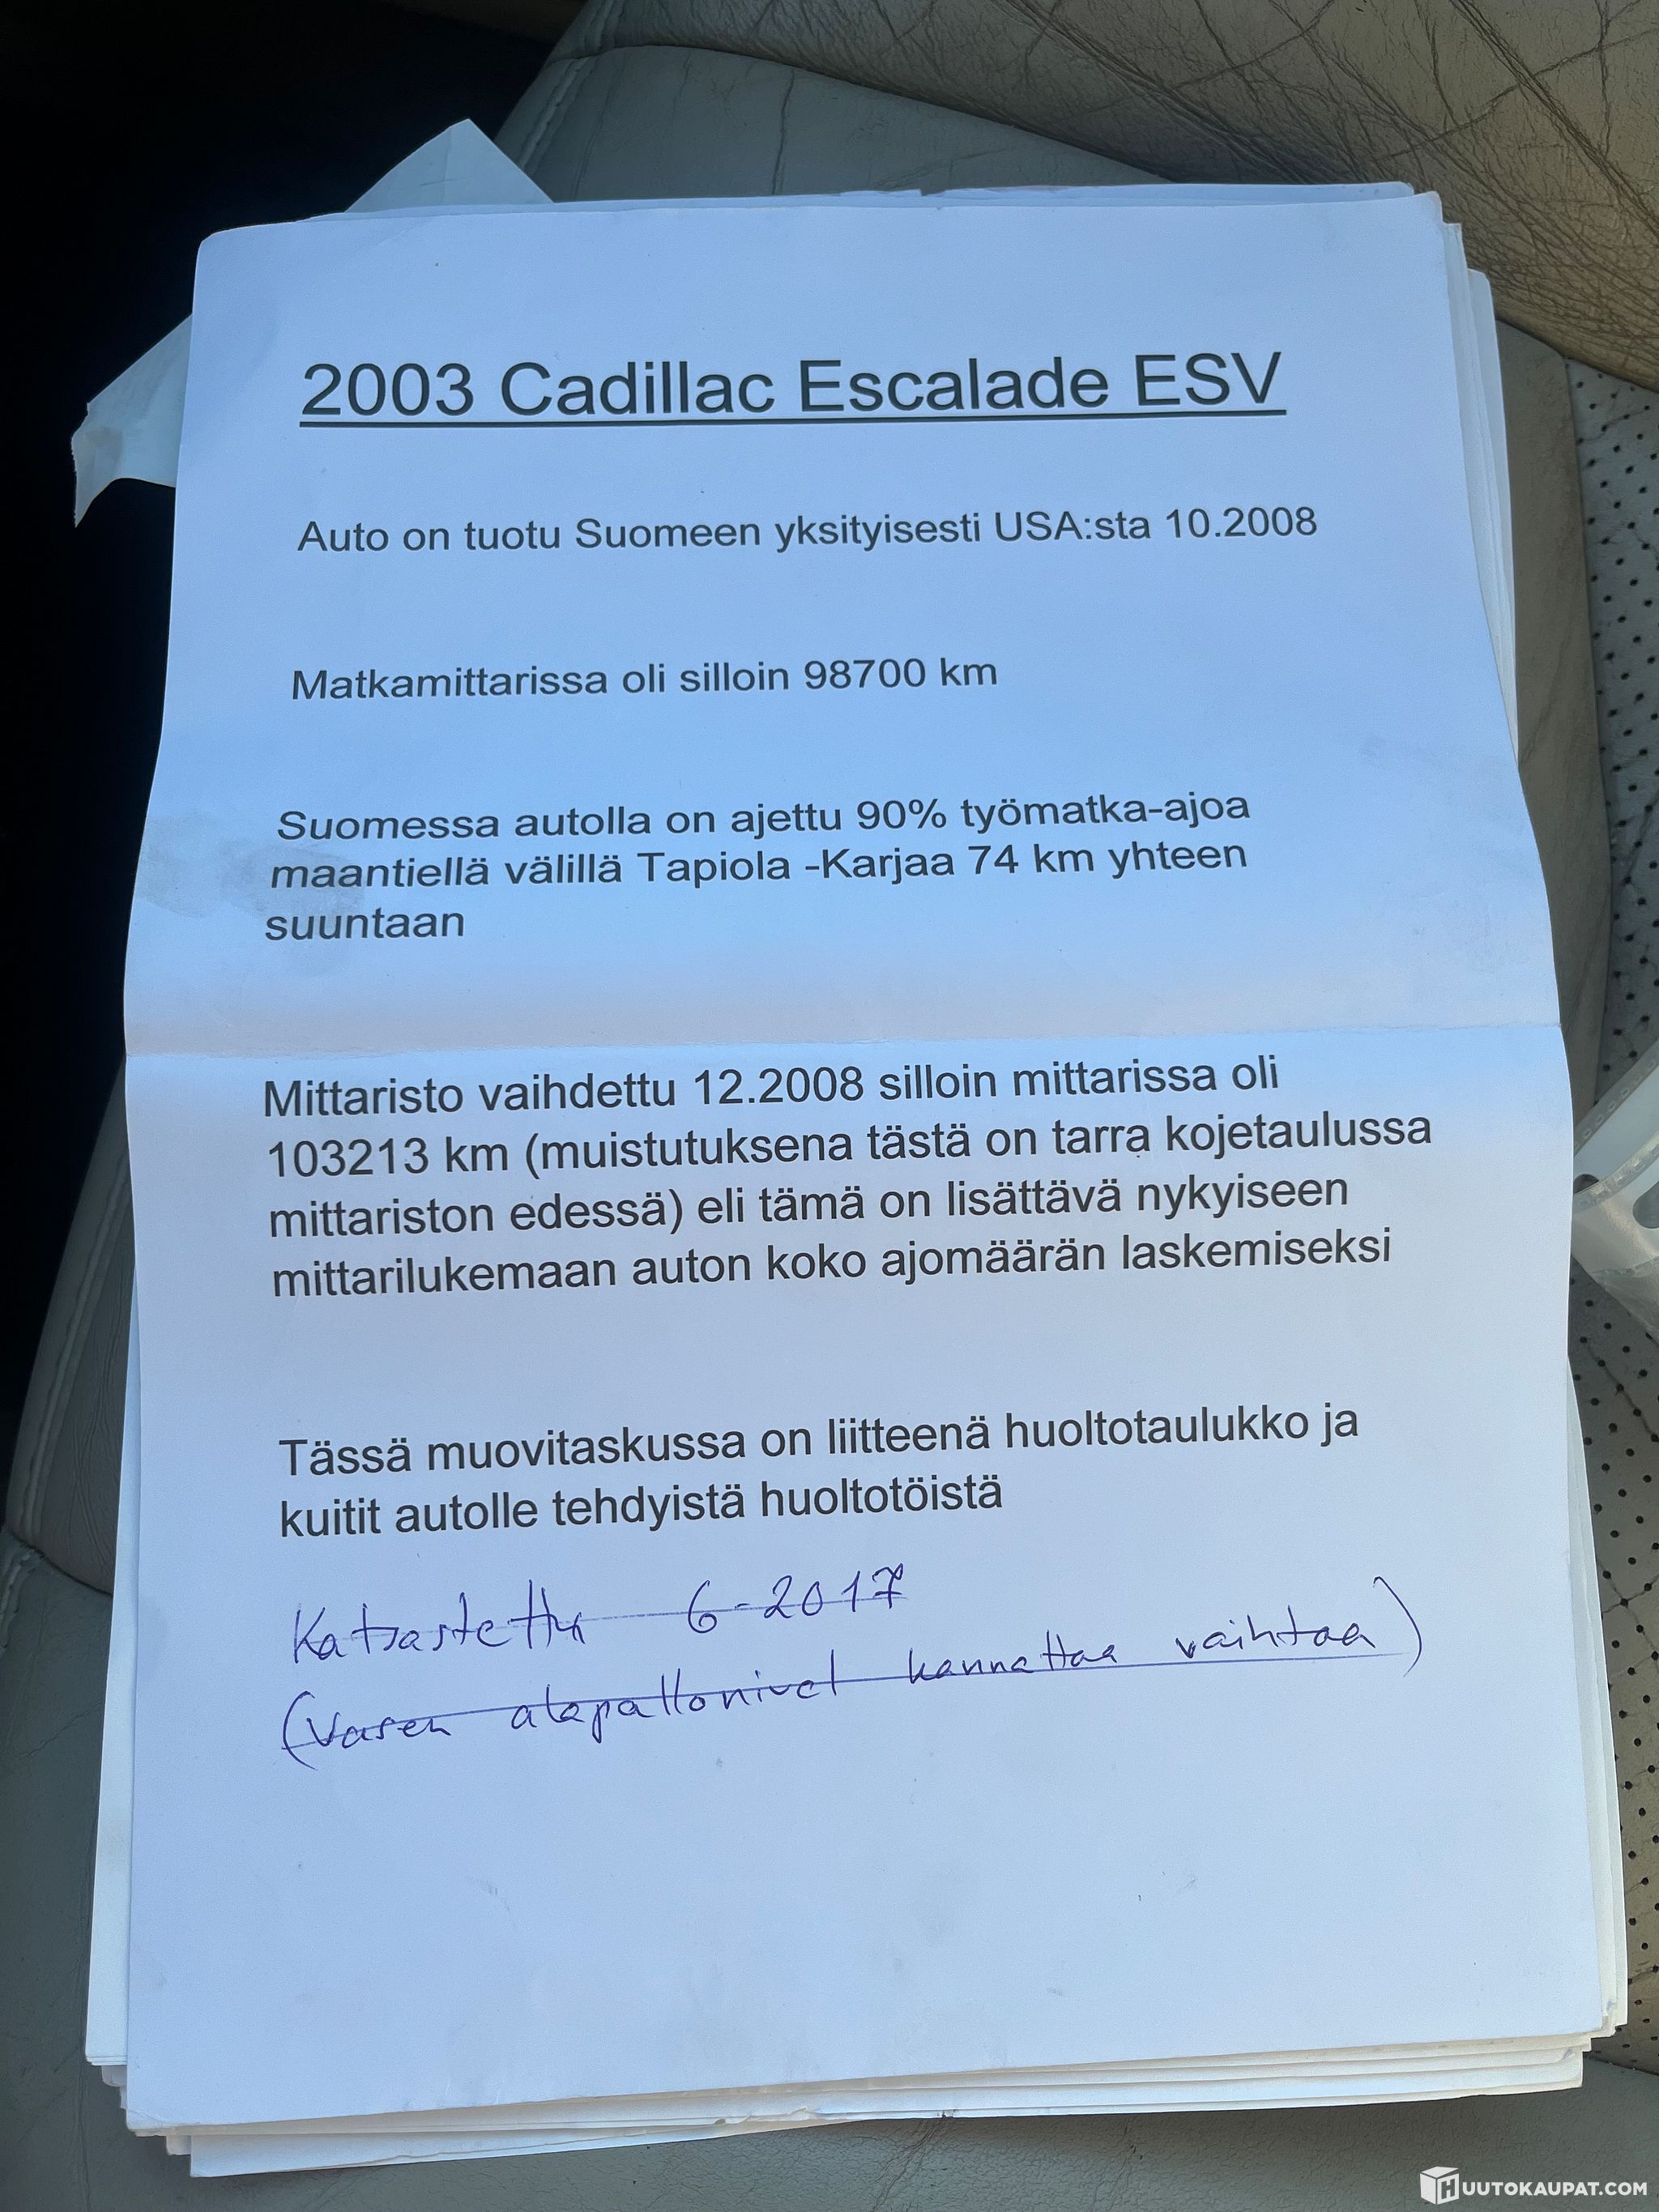 2003 Cadillac Escalade ESV
Auto on tuotu Suomeen yksityisesti USA:sta 10.2008
Matkamittarissa oli silloin 98700 km
Suomessa autolla on ajettu 90% työmatka-ajoa
maantiellä välillä Tapiola -Karjaa 74 km yhteen
suuntaan
Mittaristo vaihdettu 12.2008 silloin mittarissa oli
103213 km (muistutuksena tästä on tarra kojetaulussa
mittariston edessä) eli tämä on lisättävä nykyiseen
mittarilukemaan auton koko ajomäärän laskemiseksi
Tässä muovitaskussa on liitteenä huoltotaulukko ja
kuitit autolle tehdyistä huoltotöistä
Katsastettu 6-2017
(Vasen alapallonivel kannattaa vaihtaa)
HUUTOKAUPAT.COM